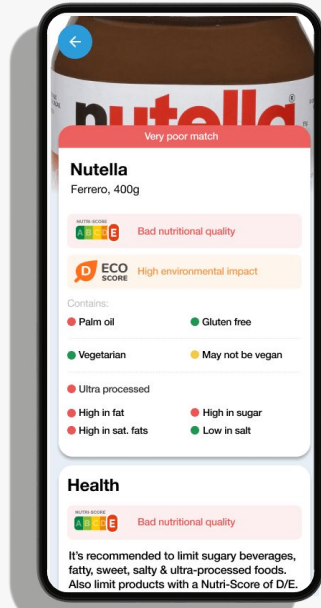 nutella
Very poor match
Nutella
Ferrero, 400g
NUTRI-SCORE
A B C D E
Bad nutritional quality
D ECO SCORE
High environmental impact
Contains:
Palm oil
Gluten free
Vegetarian
May not be vegan
Ultra processed
High in fat
High in sugar
High in sat. fats
Low in salt
Health
NUTRI-SCORE
A B C D E
Bad nutritional quality
It's recommended to limit sugary beverages,
fatty, sweet, salty & ultra-processed foods.
Also limit products with a Nutri-Score of D/E.